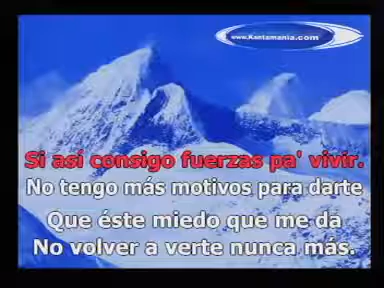 www.Kantamania.com
Si así consigo fuerzas pa' vivir.
No tengo más motivos para darte
Que éste miedo que me da
No volver a verte nunca más.